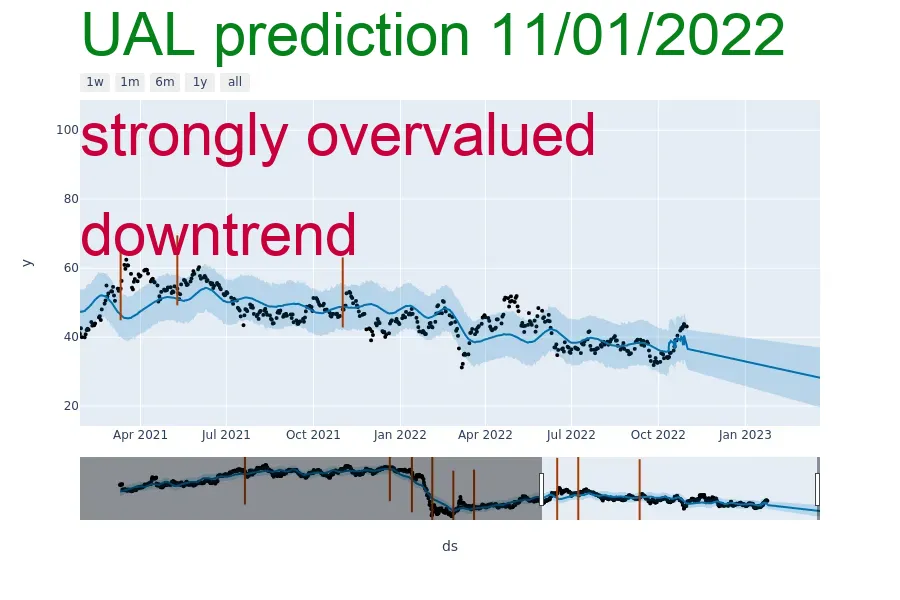 UAL prediction 11/01/2022
1w 1m 6m 1y all
strongly overvalued
downtrend
100
80
60
40
20
y
Apr 2021 Jul 2021 Oct 2021 Jan 2022 Apr 2022 Jul 2022 Oct 2022 Jan 2023
ds